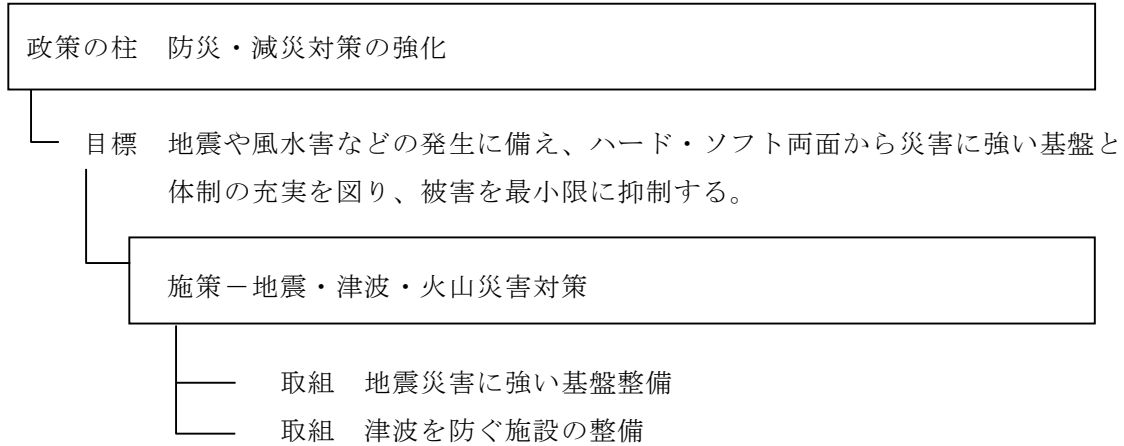 政策の柱　防災・減災対策の強化
目標　地震や風水害などの発生に備え、ハード・ソフト両面から災害に強い基盤と
体制の充実を図り、被害を最小限に抑制する。
施策－地震・津波・火山災害対策
取組　地震災害に強い基盤整備
取組　津波を防ぐ施設の整備